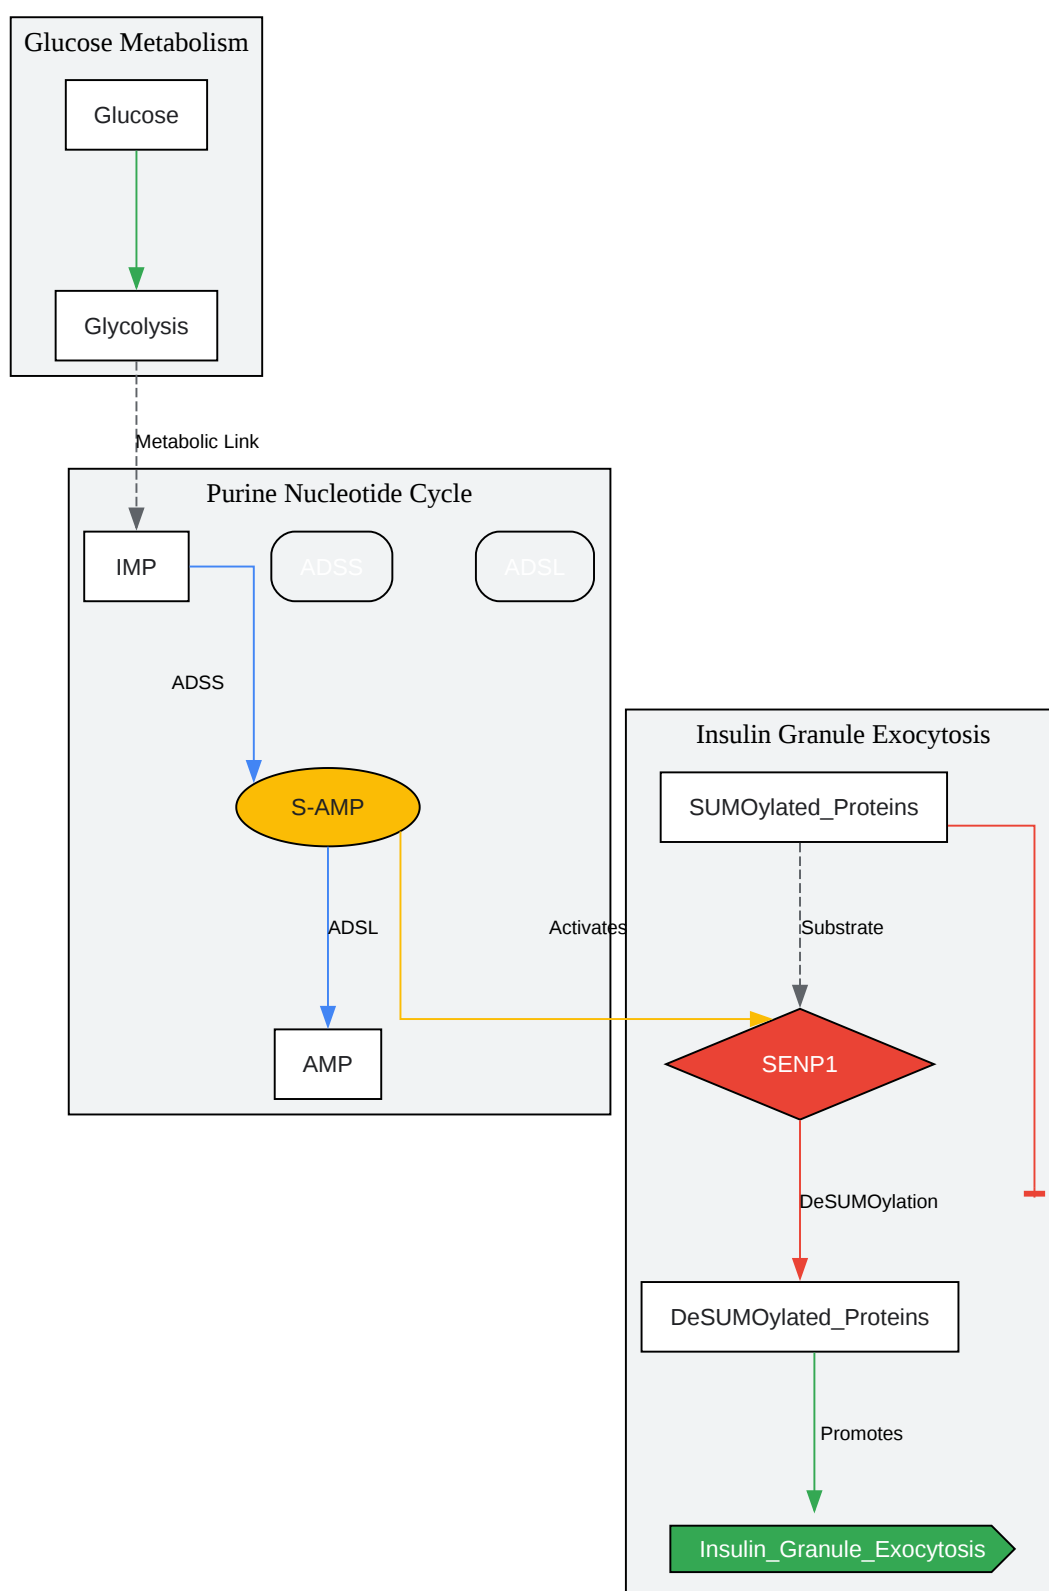 Glucose Metabolism
Glucose
Glycolysis
Metabolic Link
Purine Nucleotide Cycle
IMP
ADSS
ADSL
ADSS
S-AMP
ADSL
AMP
Activates
Insulin Granule Exocytosis
SUMOylated_Proteins
Substrate
SENP1
DeSUMOylation
DeSUMOylated_Proteins
Promotes
Insulin_Granule_Exocytosis